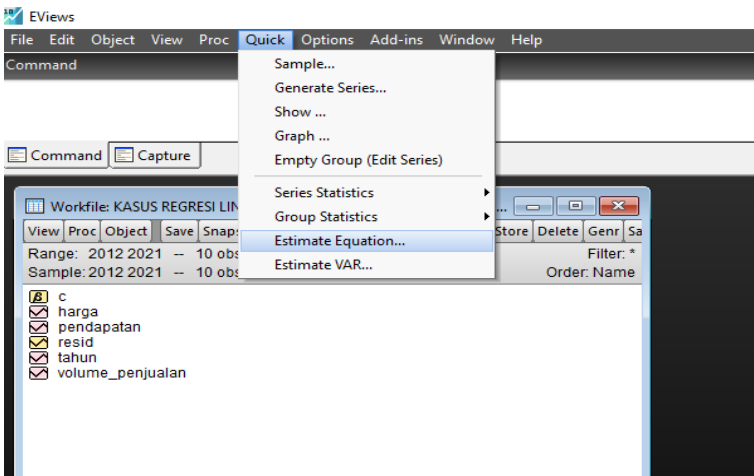 EViews
File Edit Object View Proc Quick Options Add-ins Window Help
Command
Sample...
Generate Series...
Show ...
Graph ...
Empty Group (Edit Series)
Series Statistics
Group Statistics
Estimate Equation...
Estimate VAR...
Command Capture
Workfile: KASUS REGRESI LIN ...
View Proc Object Save Snap Store Delete Genr Sa
Range: 2012 2021 -- 10 obs Filter: *
Sample: 2012 2021 -- 10 obs Order: Name
c
harga
pendapatan
resid
tahun
volume_penjualan